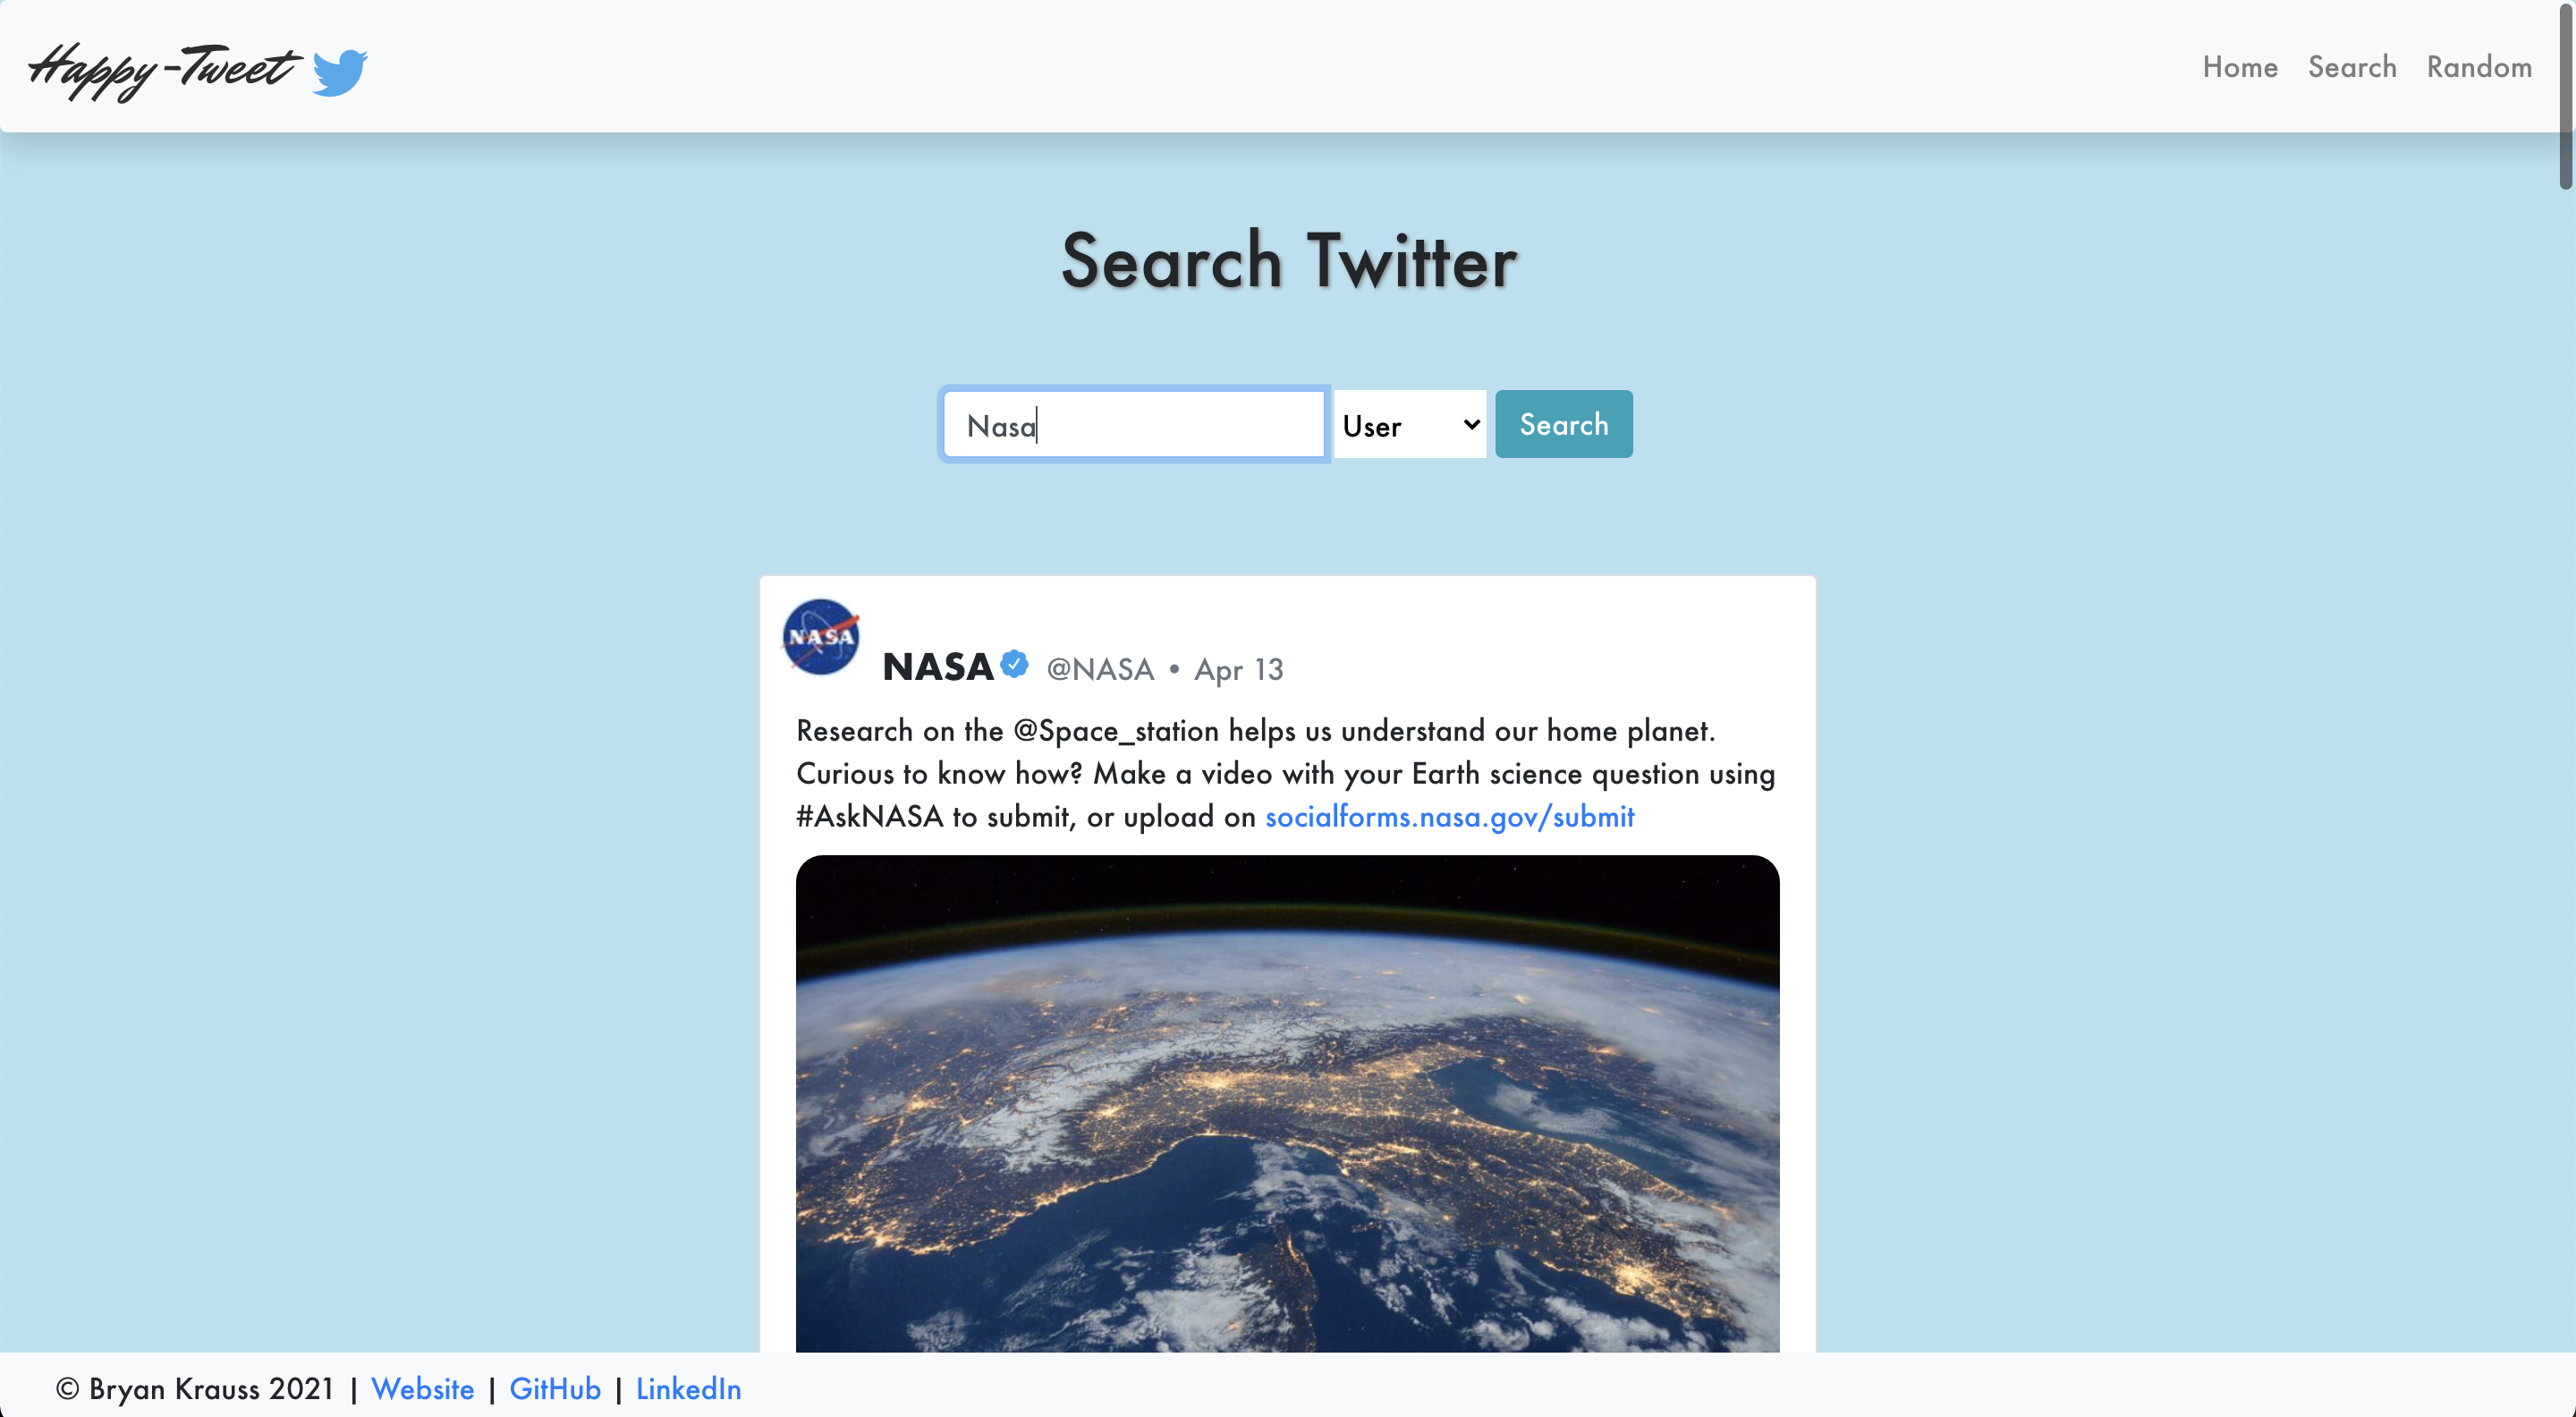 Happy-Tweet
Home Search Random
Search Twitter
Nasa User Search
NASA
NASA @NASA • Apr 13
Research on the @Space_station helps us understand our home planet.
Curious to know how? Make a video with your Earth science question using
#AskNASA to submit, or upload on socialforms.nasa.gov/submit
© Bryan Krauss 2021 | Website | GitHub | LinkedIn